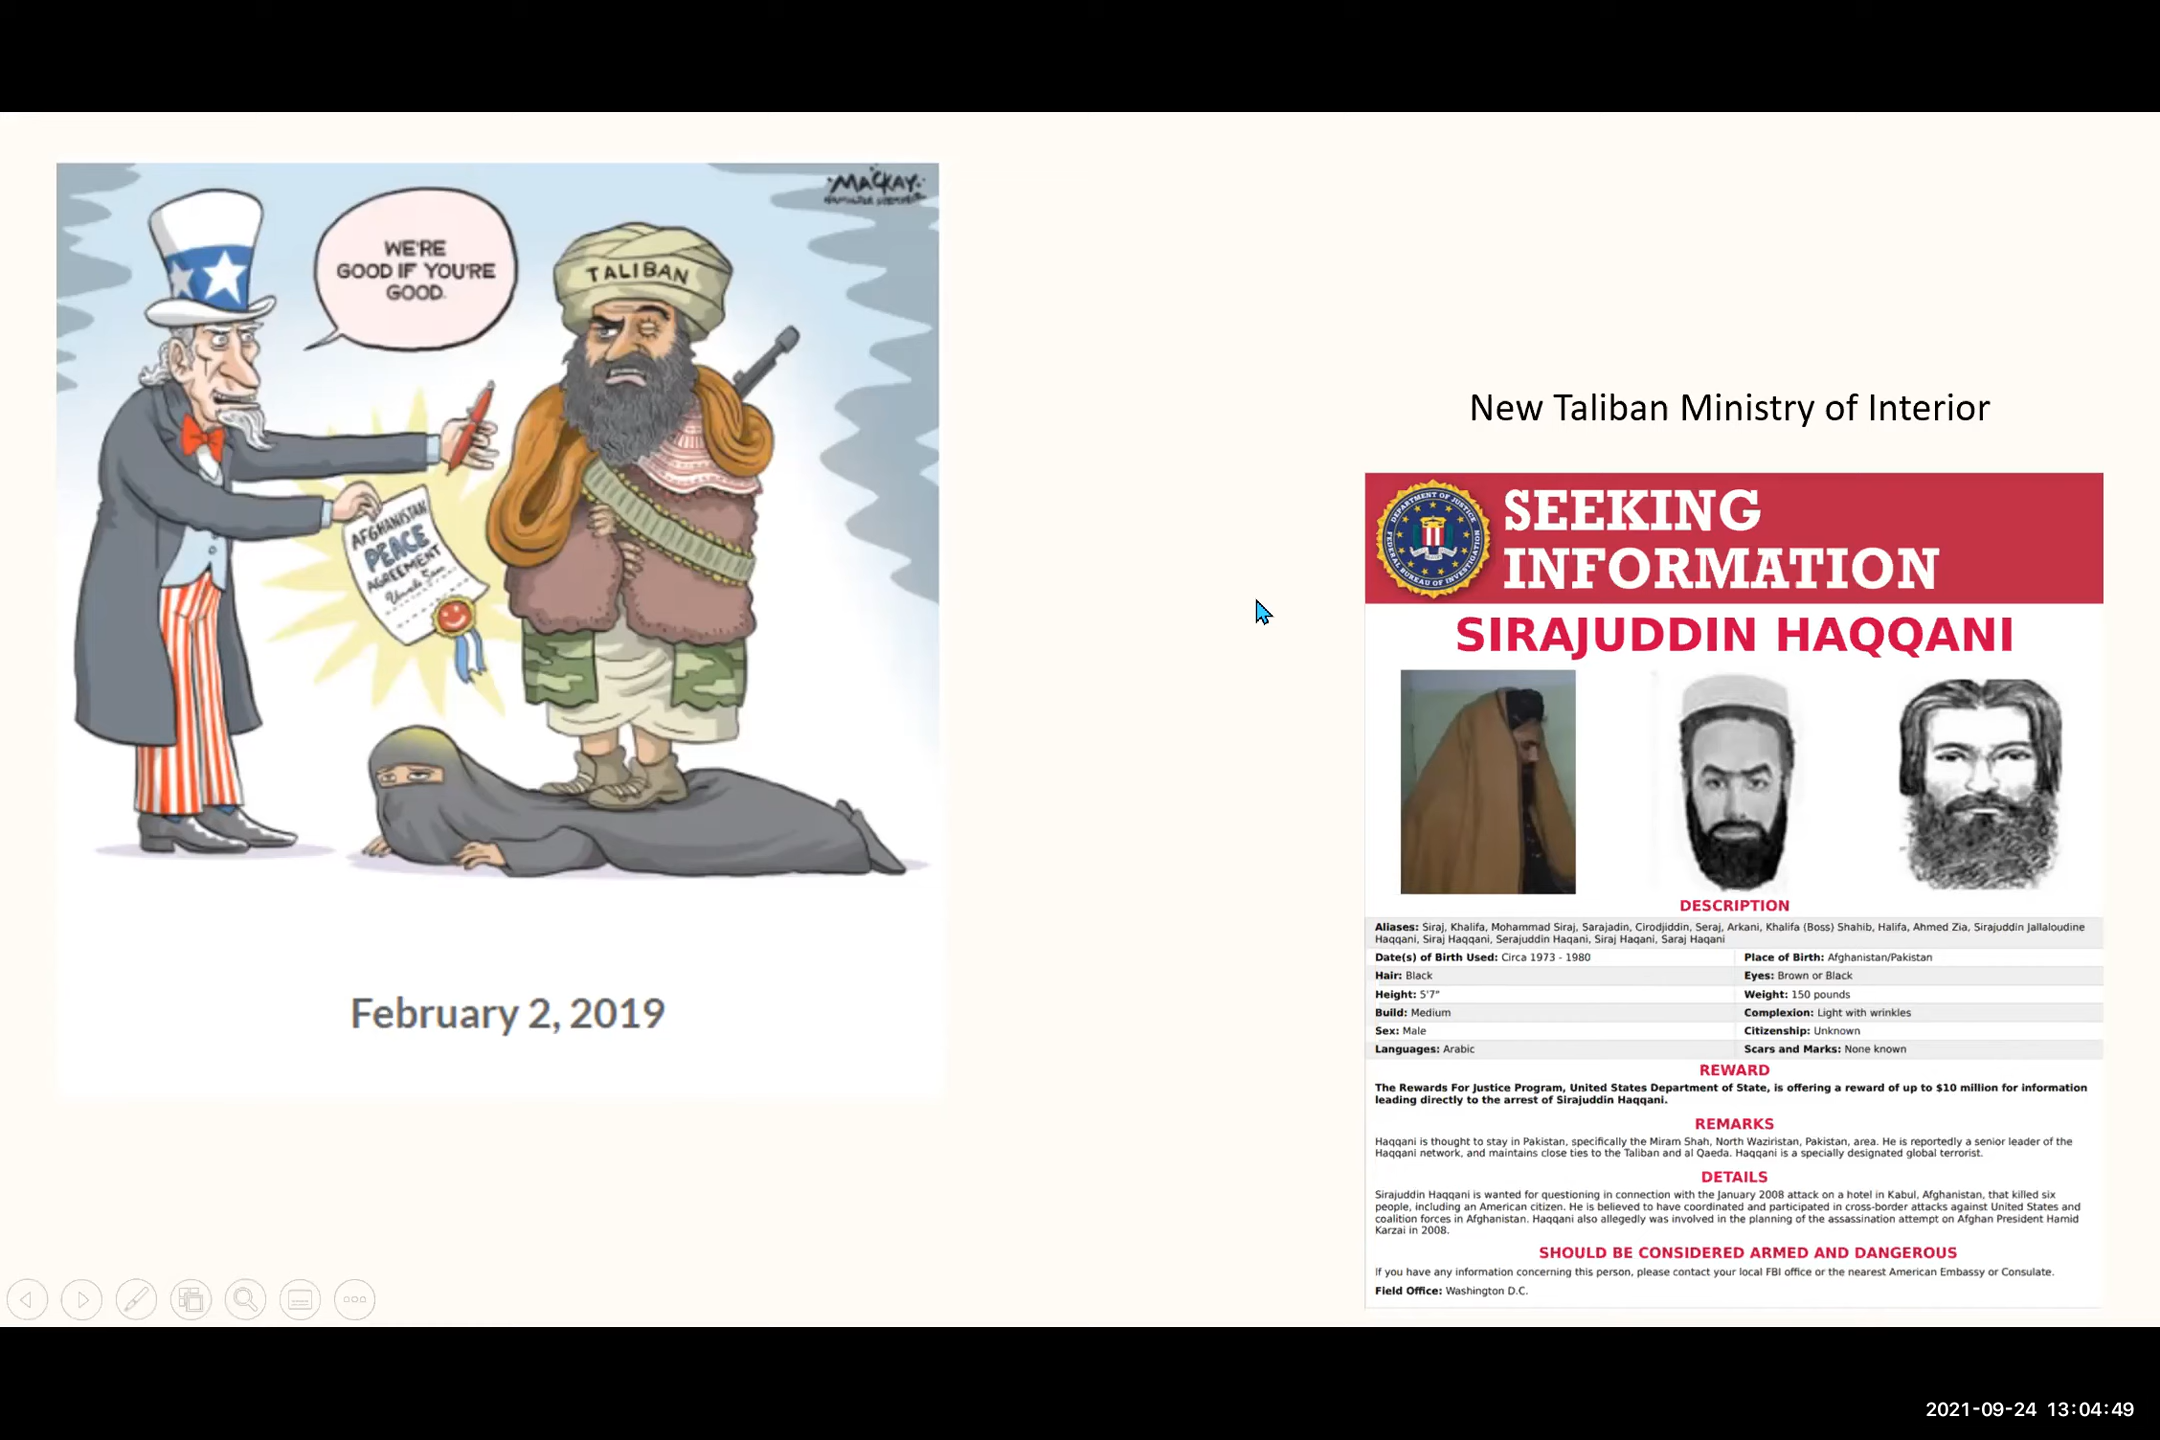 MACKAY
WE'RE
GOOD IF YOU'RE
GOOD.
TALIBAN
AFGHANISTAN
PEACE
AGREEMENT
Uncle Sam
February 2, 2019
New Taliban Ministry of Interior
DEPARTMENT OF JUSTICE
FEDERAL BUREAU OF INVESTIGATION
SEEKING
INFORMATION
SIRAJUDDIN HAQQANI
DESCRIPTION
Aliases: Siraj, Khalifa, Mohammad Siraj, Sarajadin, Cirodjiddin, Seraj, Arkani, Khalifa (Boss) Shahib, Halifa, Ahmed Zia, Sirajuddin Jallaloudine
Haqqani, Siraj Haqqani, Serajuddin Haqani, Siraj Haqani, Saraj Haqani
Date(s) of Birth Used: Circa 1973 - 1980 Place of Birth: Afghanistan/Pakistan
Hair: Black Eyes: Brown or Black
Height: 5'7" Weight: 150 pounds
Build: Medium Complexion: Light with wrinkles
Sex: Male Citizenship: Unknown
Languages: Arabic Scars and Marks: None known
REWARD
The Rewards For Justice Program, United States Department of State, is offering a reward of up to $10 million for information
leading directly to the arrest of Sirajuddin Haqqani.
REMARKS
Haqqani is thought to stay in Pakistan, specifically the Miram Shah, North Waziristan, Pakistan, area. He is reportedly a senior leader of the
Haqqani network, and maintains close ties to the Taliban and al Qaeda. Haqqani is a specially designated global terrorist.
DETAILS
Sirajuddin Haqqani is wanted for questioning in connection with the January 2008 attack on a hotel in Kabul, Afghanistan, that killed six
people, including an American citizen. He is believed to have coordinated and participated in cross-border attacks against United States and
coalition forces in Afghanistan. Haqqani also allegedly was involved in the planning of the assassination attempt on Afghan President Hamid
Karzai in 2008.
SHOULD BE CONSIDERED ARMED AND DANGEROUS
If you have any information concerning this person, please contact your local FBI office or the nearest American Embassy or Consulate.
Field Office: Washington D.C.
2021-09-24 13:04:49